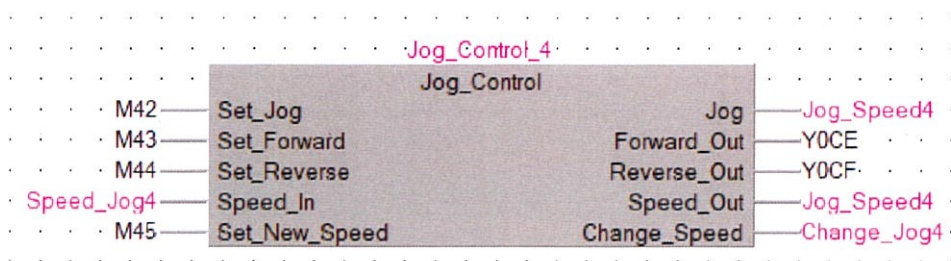 Jog_Control_4
Jog_Control
M42 Set_Jog Jog Jog_Speed4
M43 Set_Forward Forward_Out Y0CE
M44 Set_Reverse Reverse_Out Y0CF
Speed_Jog4 Speed_In Speed_Out Jog_Speed4
M45 Set_New_Speed Change_Speed Change_Jog4